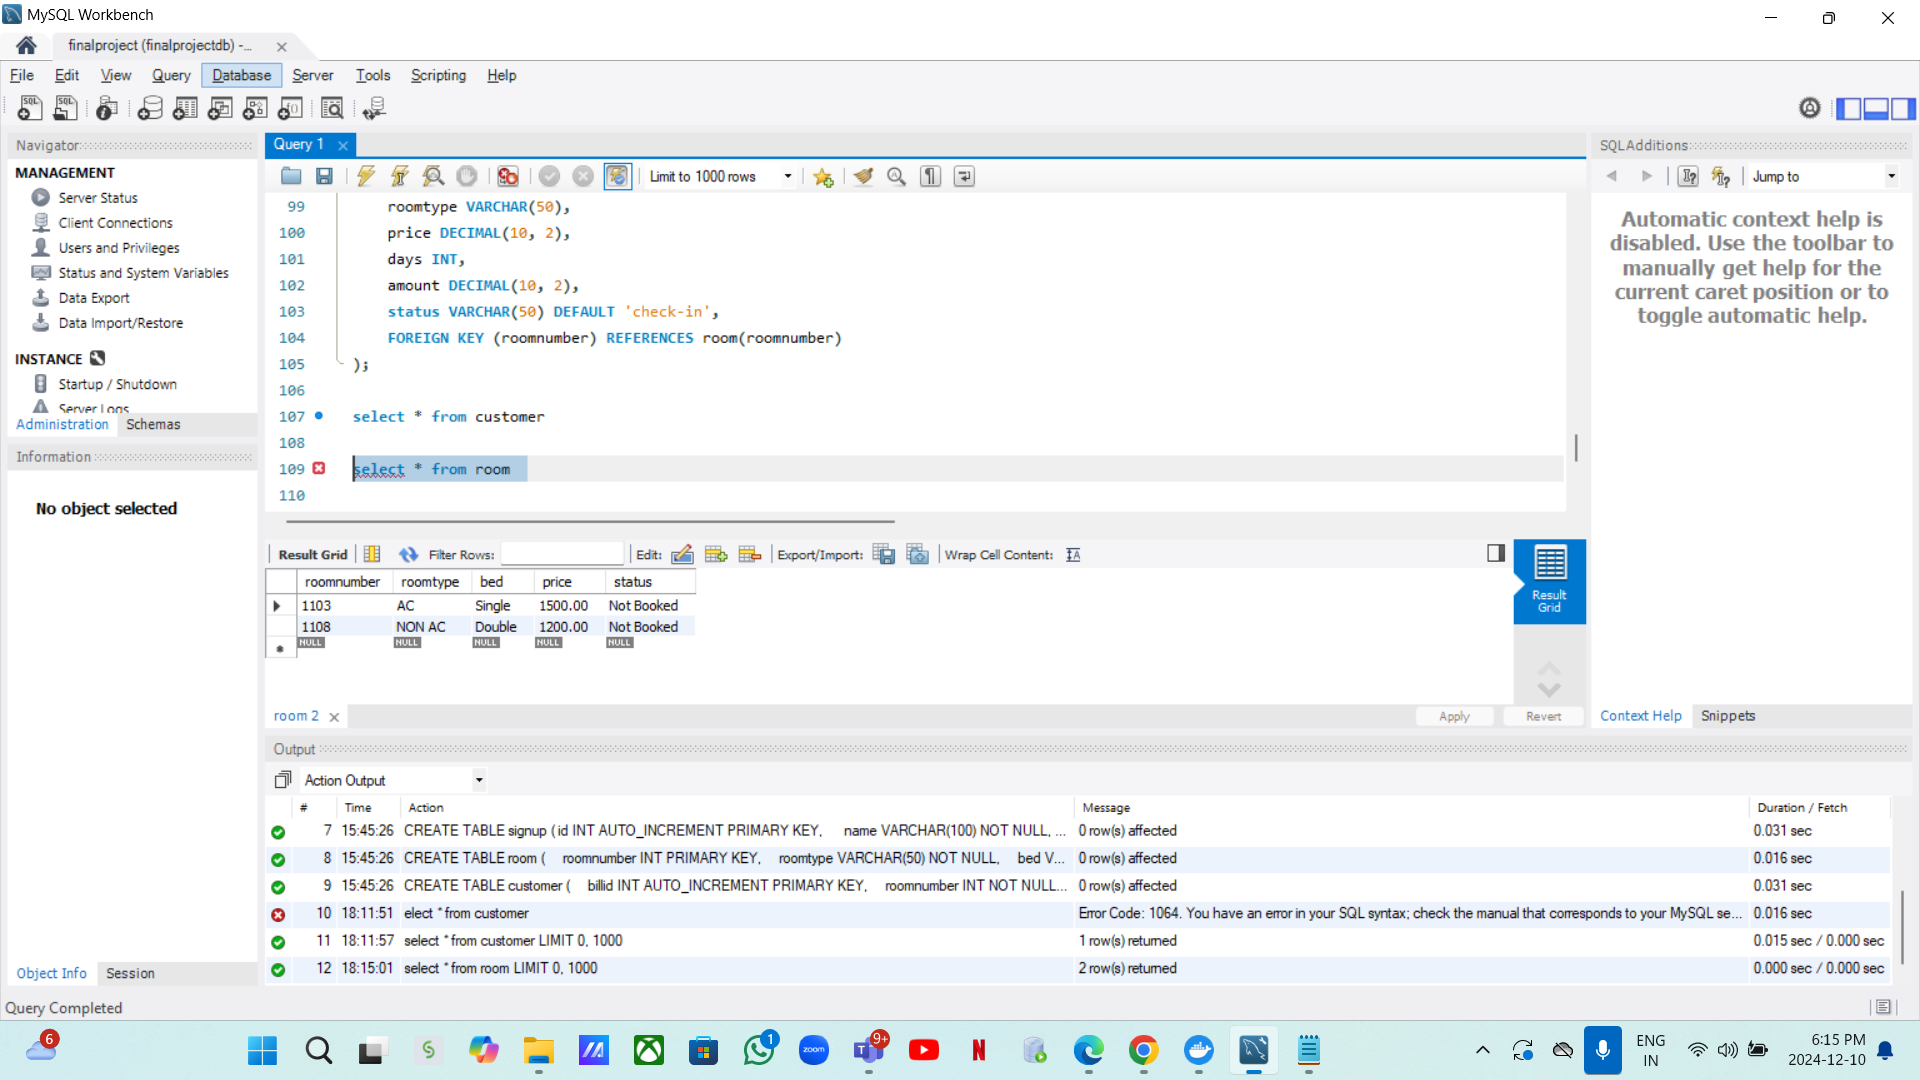 MySQL Workbench
finalproject (finalprojectdb) -...
File Edit View Query Database Server Tools Scripting Help
Navigator
MANAGEMENT
Server Status
Client Connections
Users and Privileges
Status and System Variables
Data Export
Data Import/Restore
INSTANCE
Startup / Shutdown
Server Logs
Administration Schemas
Information
No object selected
Object Info Session
Query 1
Limit to 1000 rows
99 roomtype VARCHAR(50),
100 price DECIMAL(10, 2),
101 days INT,
102 amount DECIMAL(10, 2),
103 status VARCHAR(50) DEFAULT 'check-in',
104 FOREIGN KEY (roomnumber) REFERENCES room(roomnumber)
105 );
106
107 select * from customer
108
109 select * from room
110
Result Grid Filter Rows: Edit: Export/Import: Wrap Cell Content:
roomnumber roomtype bed price status
1103 AC Single 1500.00 Not Booked
1108 NON AC Double 1200.00 Not Booked
NULL NULL NULL NULL NULL
Result
Grid
room 2 Apply Revert
SQLAdditions
Jump to
Automatic context help is
disabled. Use the toolbar to
manually get help for the
current caret position or to
toggle automatic help.
Context Help Snippets
Output
Action Output
# Time Action Message Duration / Fetch
7 15:45:26 CREATE TABLE signup ( id INT AUTO_INCREMENT PRIMARY KEY, name VARCHAR(100) NOT NULL, ... 0 row(s) affected 0.031 sec
8 15:45:26 CREATE TABLE room ( roomnumber INT PRIMARY KEY, roomtype VARCHAR(50) NOT NULL, bed V... 0 row(s) affected 0.016 sec
9 15:45:26 CREATE TABLE customer ( billid INT AUTO_INCREMENT PRIMARY KEY, roomnumber INT NOT NULL... 0 row(s) affected 0.031 sec
10 18:11:51 elect * from customer Error Code: 1064. You have an error in your SQL syntax; check the manual that corresponds to your MySQL se... 0.016 sec
11 18:11:57 select * from customer LIMIT 0, 1000 1 row(s) returned 0.015 sec / 0.000 sec
12 18:15:01 select * from room LIMIT 0, 1000 2 row(s) returned 0.000 sec / 0.000 sec
Query Completed
6
1
zoom
9+
N
ENG
IN
6:15 PM
2024-12-10